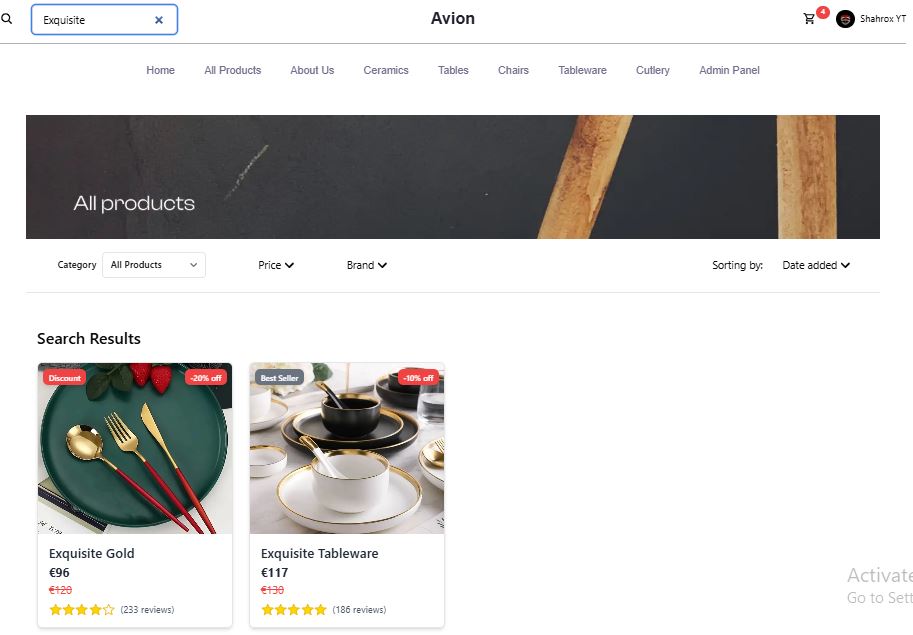 Exquisite
Avion
4
Shahrox YT
Home All Products About Us Ceramics Tables Chairs Tableware Cutlery Admin Panel
All products
Category All Products Price Brand Sorting by: Date added
Search Results
Discount -20% off
Best Seller -10% off
Exquisite Gold
€96
€120
(233 reviews)
Exquisite Tableware
€117
€130
(186 reviews)
Activate
Go to Sett